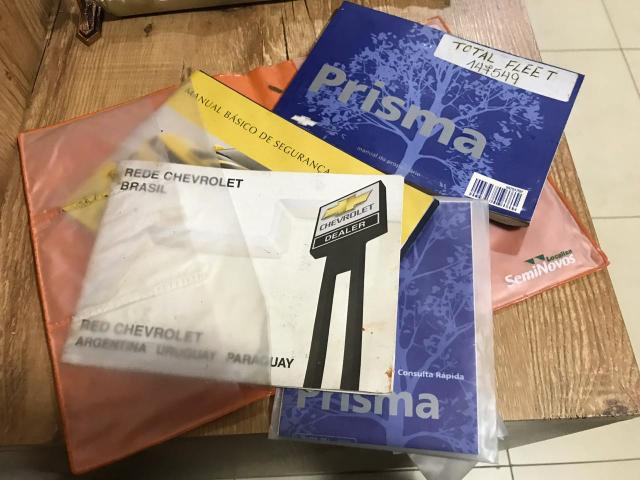 TOTAL FLEET
147549
Prisma
manual do proprietário
MANUAL BÁSICO DE SEGURANÇA
REDE CHEVROLET
BRASIL
CHEVROLET
DEALER
Localiza
SemiNovos
RED CHEVROLET
ARGENTINA URUGUAY PARAGUAY
Consulta Rápida
Prisma